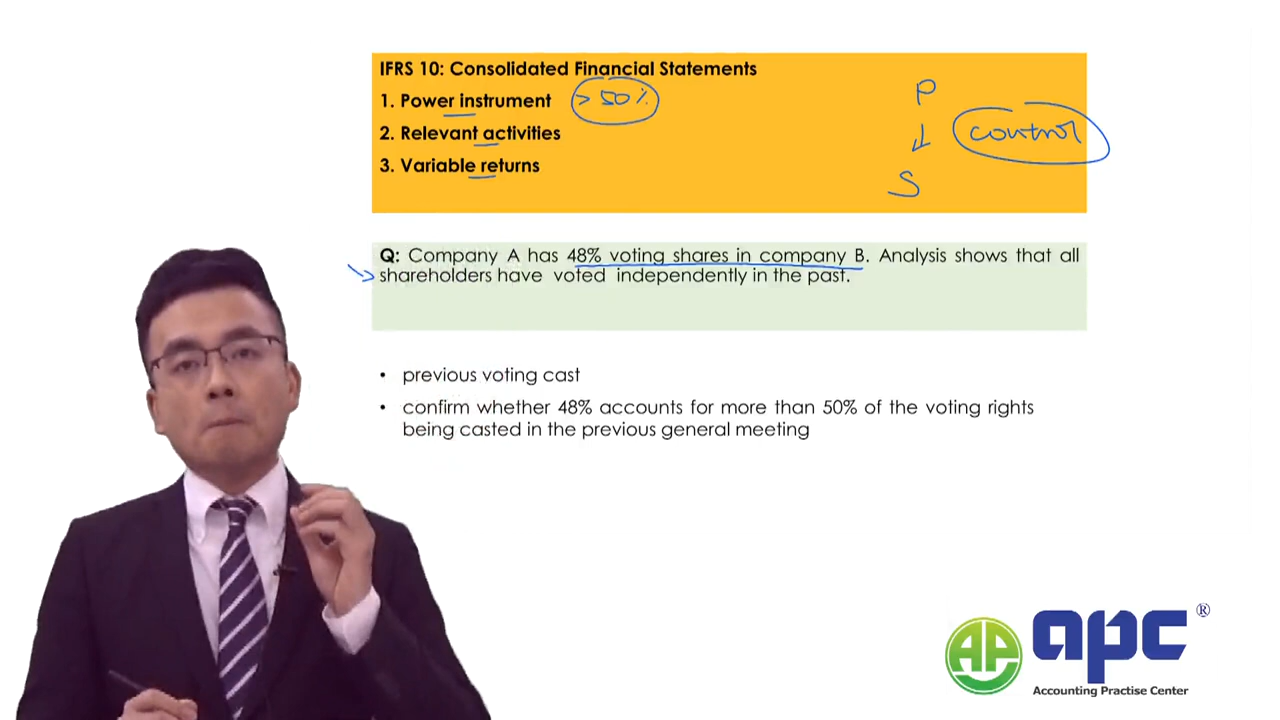 IFRS 10: Consolidated Financial Statements
1. Power instrument > 50%
2. Relevant activities
3. Variable returns
P
control
S
Q: Company A has 48% voting shares in company B. Analysis shows that all
shareholders have voted independently in the past.
• previous voting cast
• confirm whether 48% accounts for more than 50% of the voting rights
being casted in the previous general meeting
AP
apc®
Accounting Practise Center